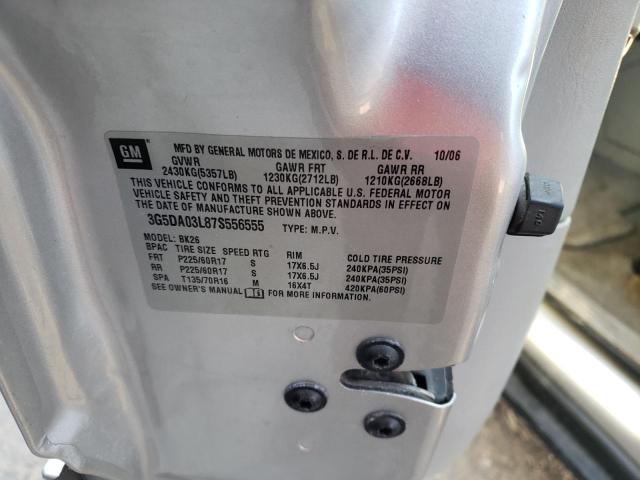 GM
MFD BY GENERAL MOTORS DE MEXICO, S. DE R.L. DE C.V. 10/06
GVWR GAWR FRT GAWR RR
2430KG(5357LB) 1230KG(2712LB) 1210KG(2668LB)
THIS VEHICLE CONFORMS TO ALL APPLICABLE U.S. FEDERAL MOTOR
VEHICLE SAFETY AND THEFT PREVENTION STANDARDS IN EFFECT ON
THE DATE OF MANUFACTURE SHOWN ABOVE.
3G5DA03L87S556555 TYPE: M.P.V.
MODEL: BK26
BPAC TIRE SIZE SPEED RTG RIM COLD TIRE PRESSURE
FRT P225/60R17 S 17X6.5J 240KPA(35PSI)
RR P225/60R17 S 17X6.5J 240KPA(35PSI)
SPA T135/70R16 M 16X4T 420KPA(60PSI)
SEE OWNER'S MANUAL FOR MORE INFORMATION.